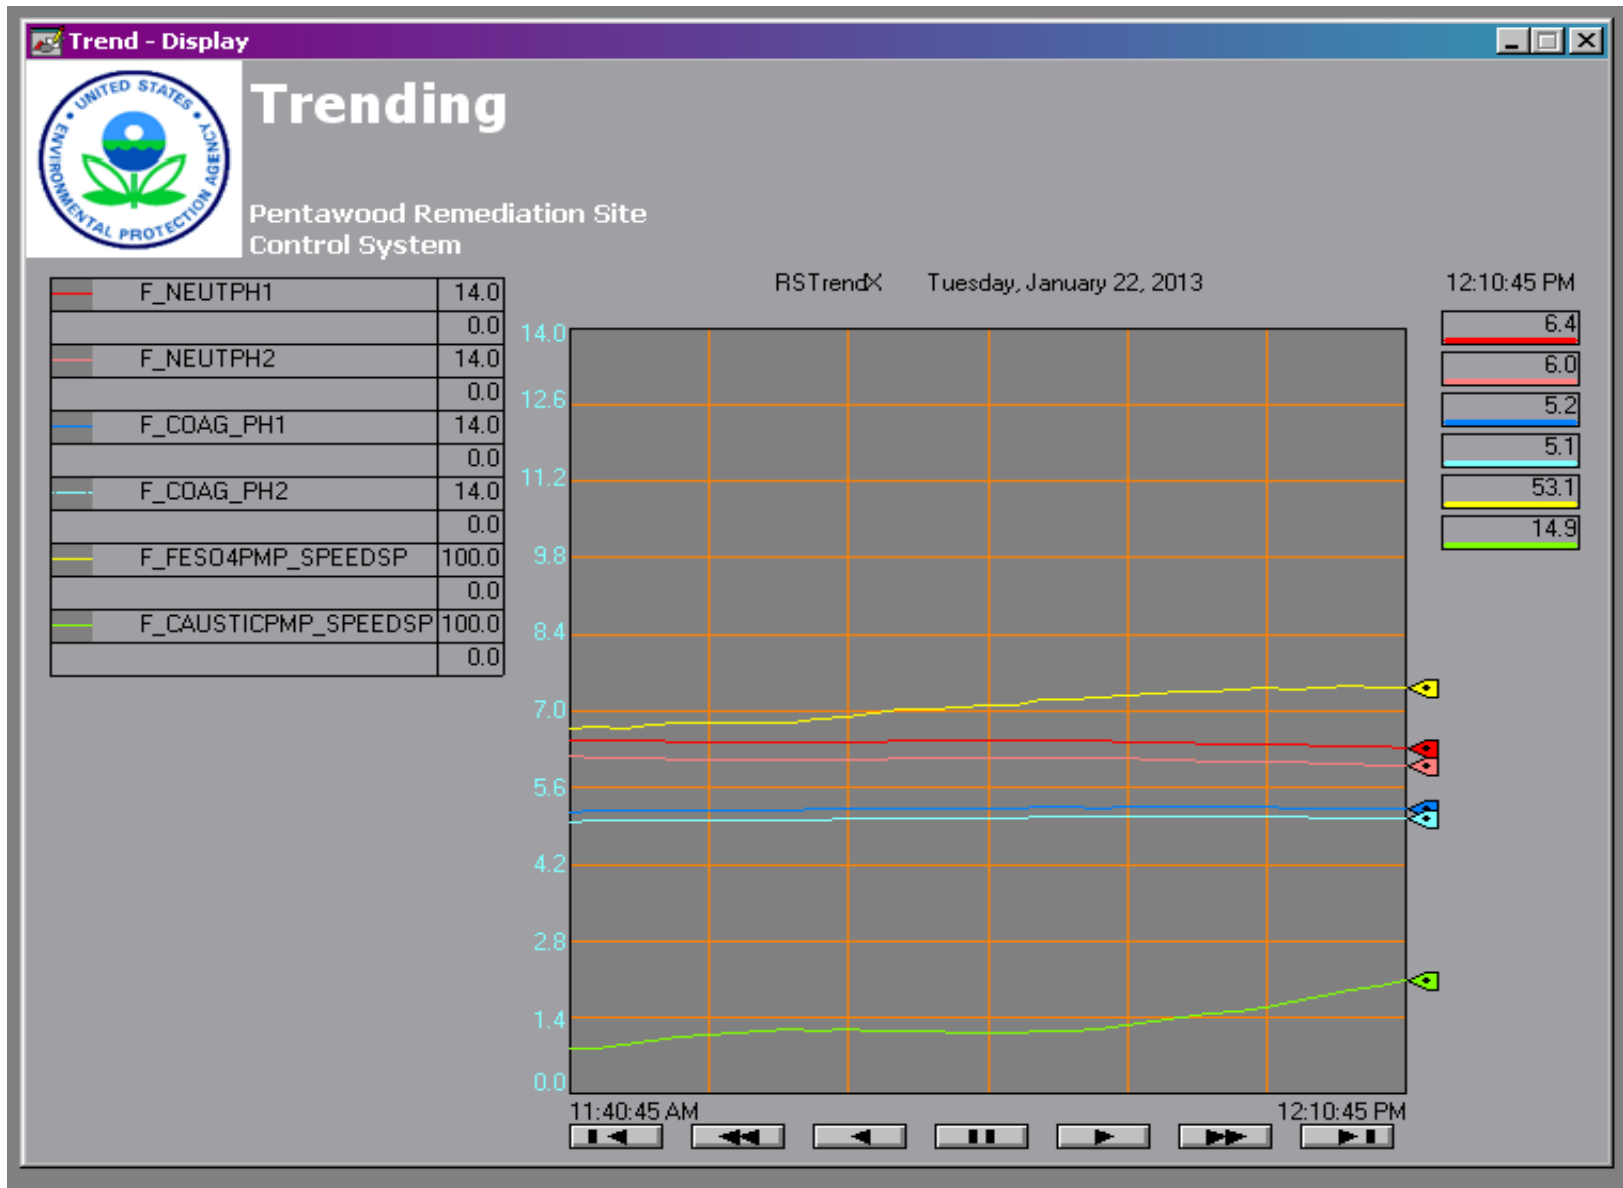 Trend - Display
UNITED STATES
ENVIRONMENTAL PROTECTION AGENCY
Trending
Pentawood Remediation Site
Control System
F_NEUTPH1 14.0
0.0
F_NEUTPH2 14.0
0.0
F_COAG_PH1 14.0
0.0
F_COAG_PH2 14.0
0.0
F_FESO4PMP_SPEEDSP 100.0
0.0
F_CAUSTICPMP_SPEEDSP 100.0
0.0
RSTrendX Tuesday, January 22, 2013 12:10:45 PM
14.0
12.6
11.2
9.8
8.4
7.0
5.6
4.2
2.8
1.4
0.0
11:40:45 AM 12:10:45 PM
6.4
6.0
5.2
5.1
53.1
14.9